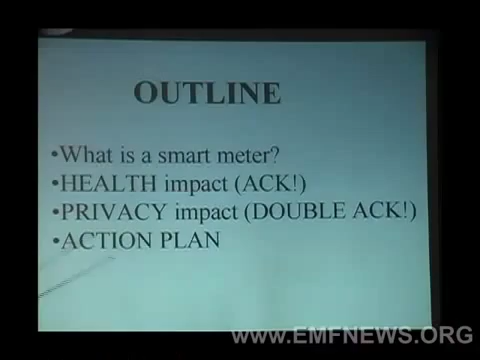 OUTLINE
•What is a smart meter?
•HEALTH impact (ACK!)
•PRIVACY impact (DOUBLE ACK!)
•ACTION PLAN
www.EMFNEWS.ORG